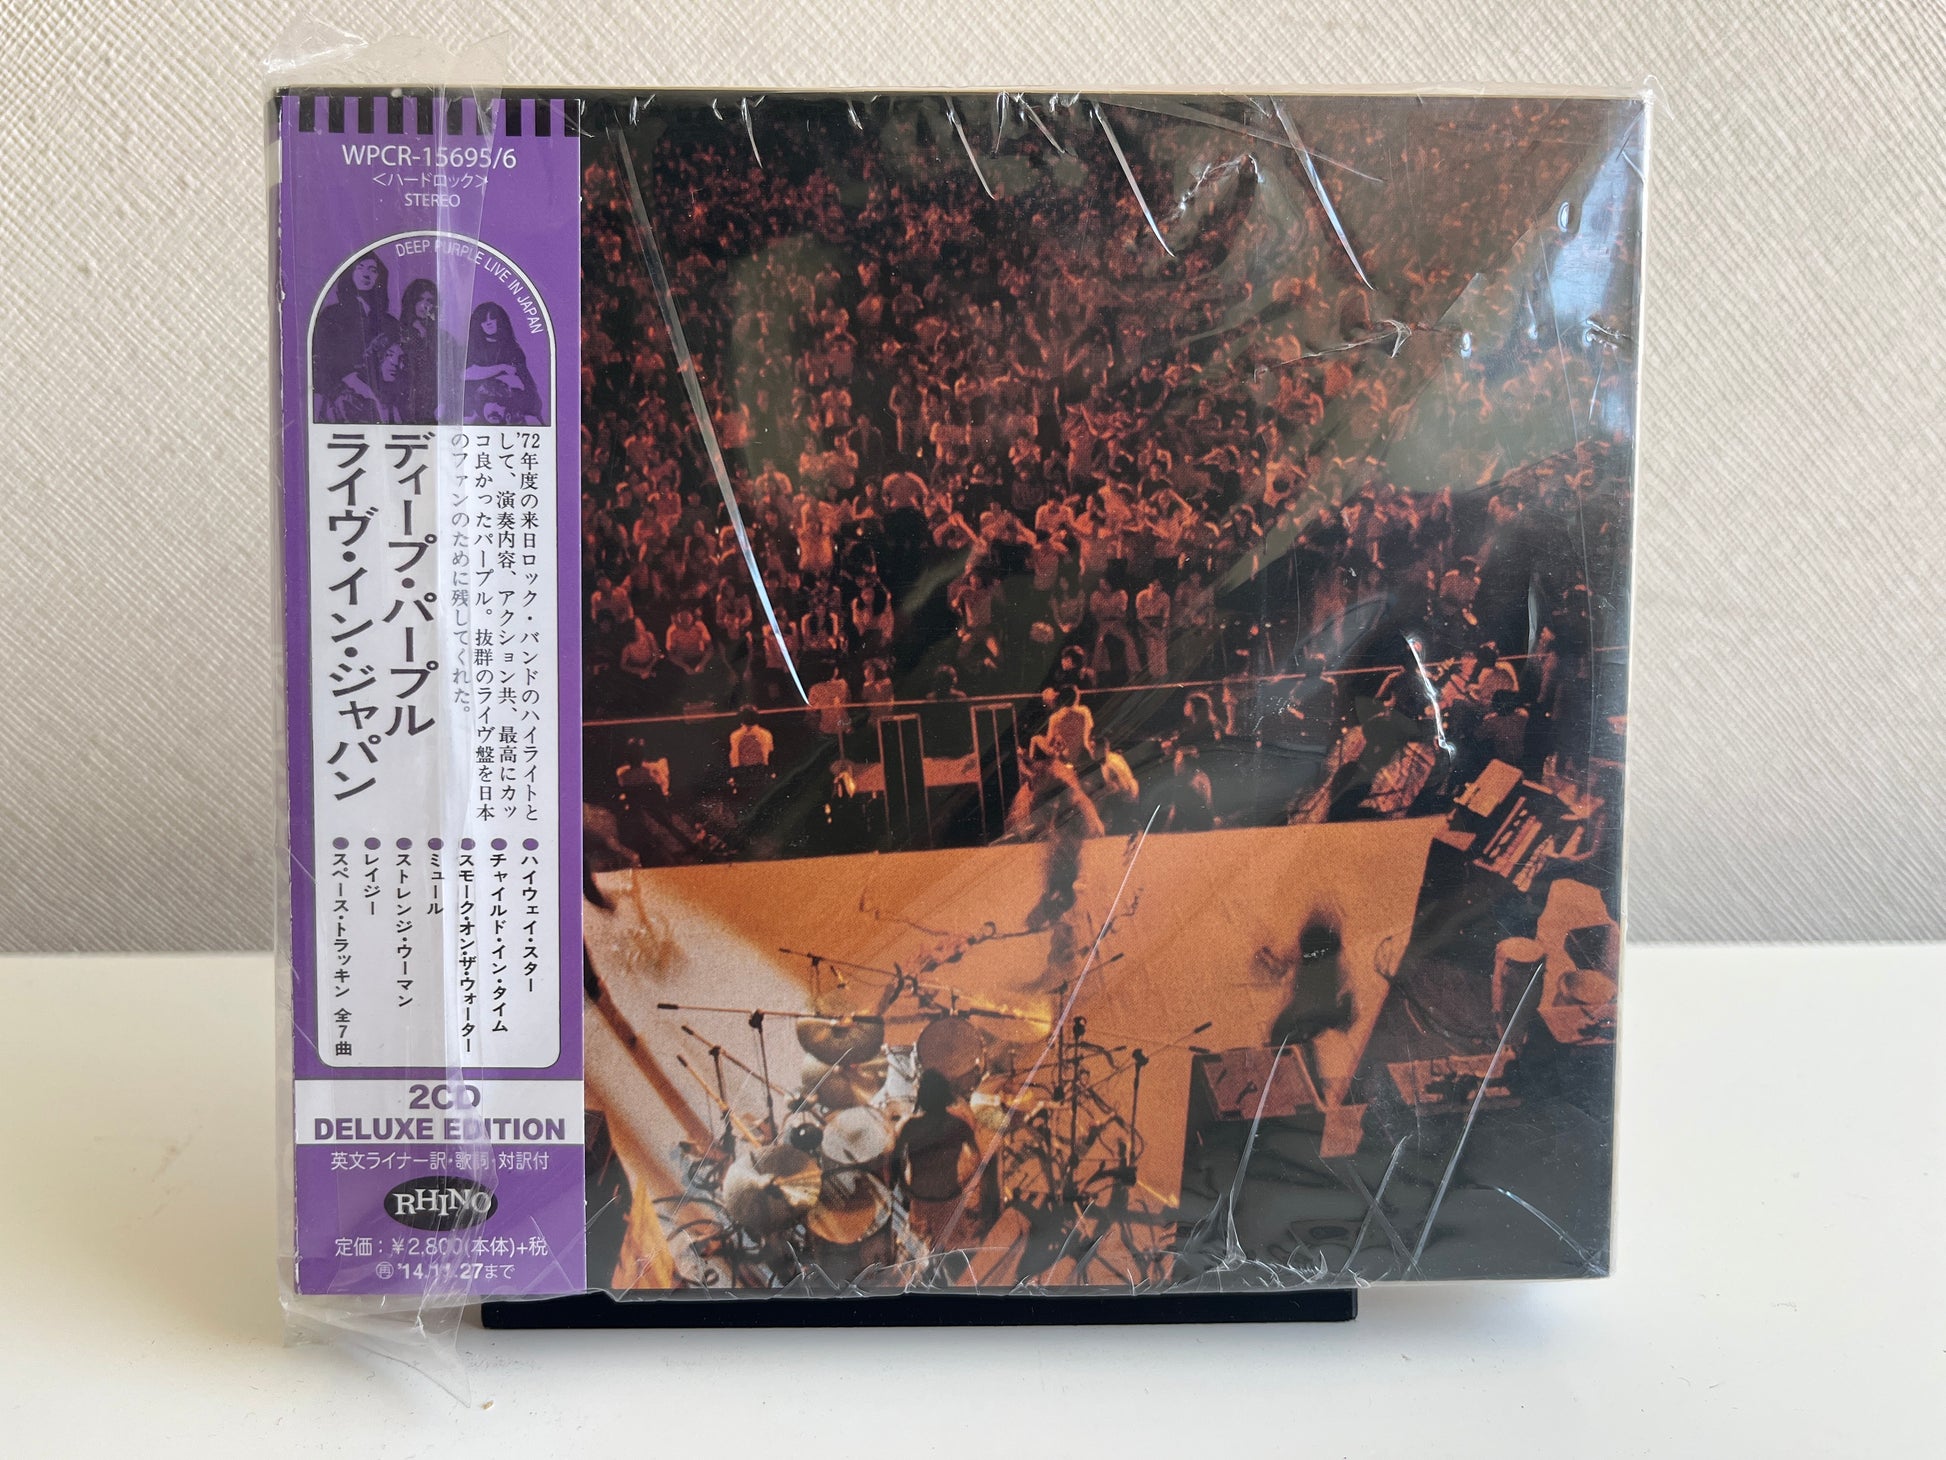 WPCR-15695/6
<ハードロック>
STEREO
DEEP PURPLE LIVE IN JAPAN
'72年度の来日ロック・バンドのハイライトと
して、演奏内容、アクション共、最高にカッ
コ良かったパープル。抜群のライヴ盤を日本
のファンのために残してくれた。
ディープ・パープル
ライヴ・イン・ジャパン
●ハイウェイ・スター
●チャイルド・イン・タイム
●スモーク・オン・ザ・ウォーター
●ミュール
●ストレンジ・ウーマン
●レイジー
●スペース・トラッキン 全7曲
2CD
DELUXE EDITION
英文ライナー訳・歌詞・対訳付
RHINO
定価：¥2,800(本体)+税
再 '14.11.27まで